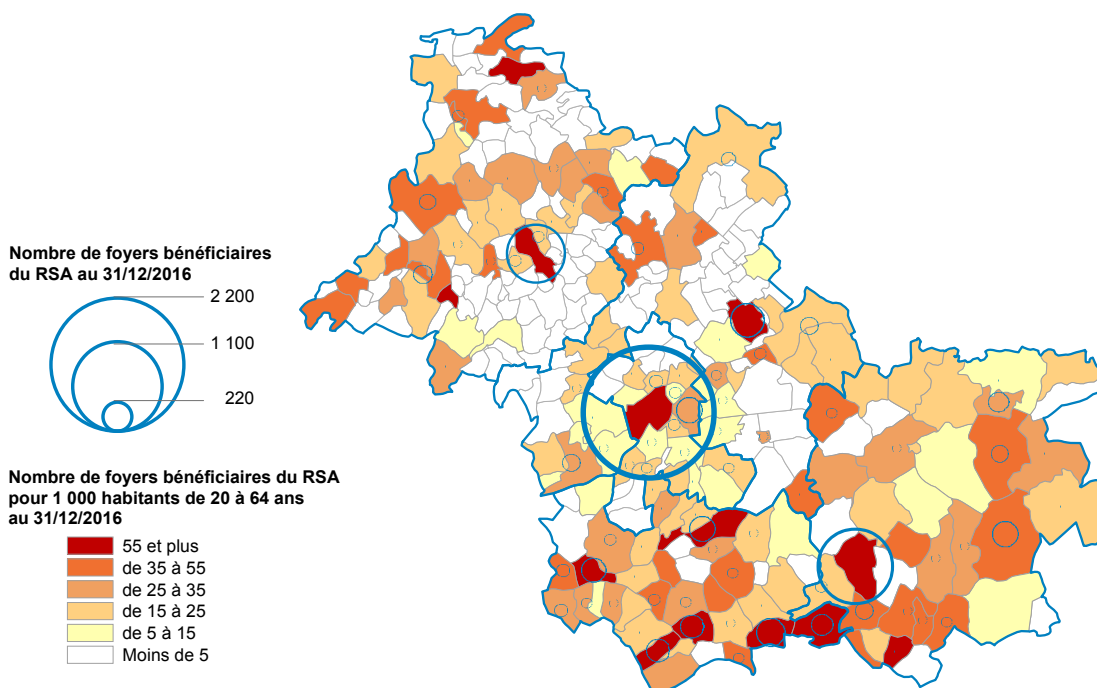 Nombre de foyers bénéficiaires
du RSA au 31/12/2016
2 200
1 100
220
Nombre de foyers bénéficiaires du RSA
pour 1 000 habitants de 20 à 64 ans
au 31/12/2016
55 et plus
de 35 à 55
de 25 à 35
de 15 à 25
de 5 à 15
Moins de 5